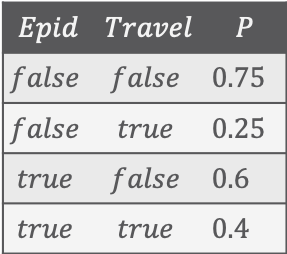 Epid Travel P
false false 0.75
false true 0.25
true false 0.6
true true 0.4